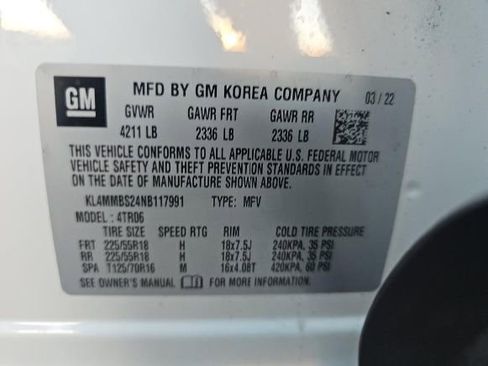 GM
MFD BY GM KOREA COMPANY 03/22
GVWR GAWR FRT GAWR RR
4211 LB 2336 LB 2336 LB
THIS VEHICLE CONFORMS TO ALL APPLICABLE U.S. FEDERAL MOTOR
VEHICLE SAFETY AND THEFT PREVENTION STANDARDS IN EFFECT
ON THE DATE OF MANUFACTURE SHOWN ABOVE.
KL4MMBS24NB117991 TYPE: MFV
MODEL: 4TR06
TIRE SIZE SPEED RTG RIM COLD TIRE PRESSURE
FRT 225/55R18 H 18x7.5J 240KPA, 35 PSI
RR 225/55R18 H 18x7.5J 240KPA, 35 PSI
SPA T125/70R16 M 16x4.08T 420KPA, 60 PSI
SEE OWNER'S MANUAL FOR MORE INFORMATION.